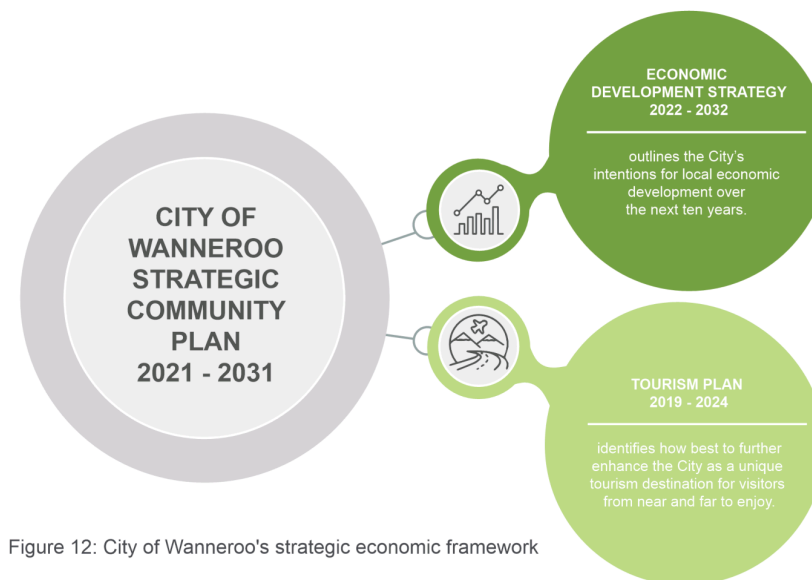 CITY OF
WANNEROO
STRATEGIC
COMMUNITY
PLAN
2021 - 2031
ECONOMIC
DEVELOPMENT STRATEGY
2022 - 2032
outlines the City's
intentions for local economic
development over
the next ten years.
TOURISM PLAN
2019 - 2024
identifies how best to further
enhance the City as a unique
tourism destination for visitors
from near and far to enjoy.
Figure 12: City of Wanneroo's strategic economic framework